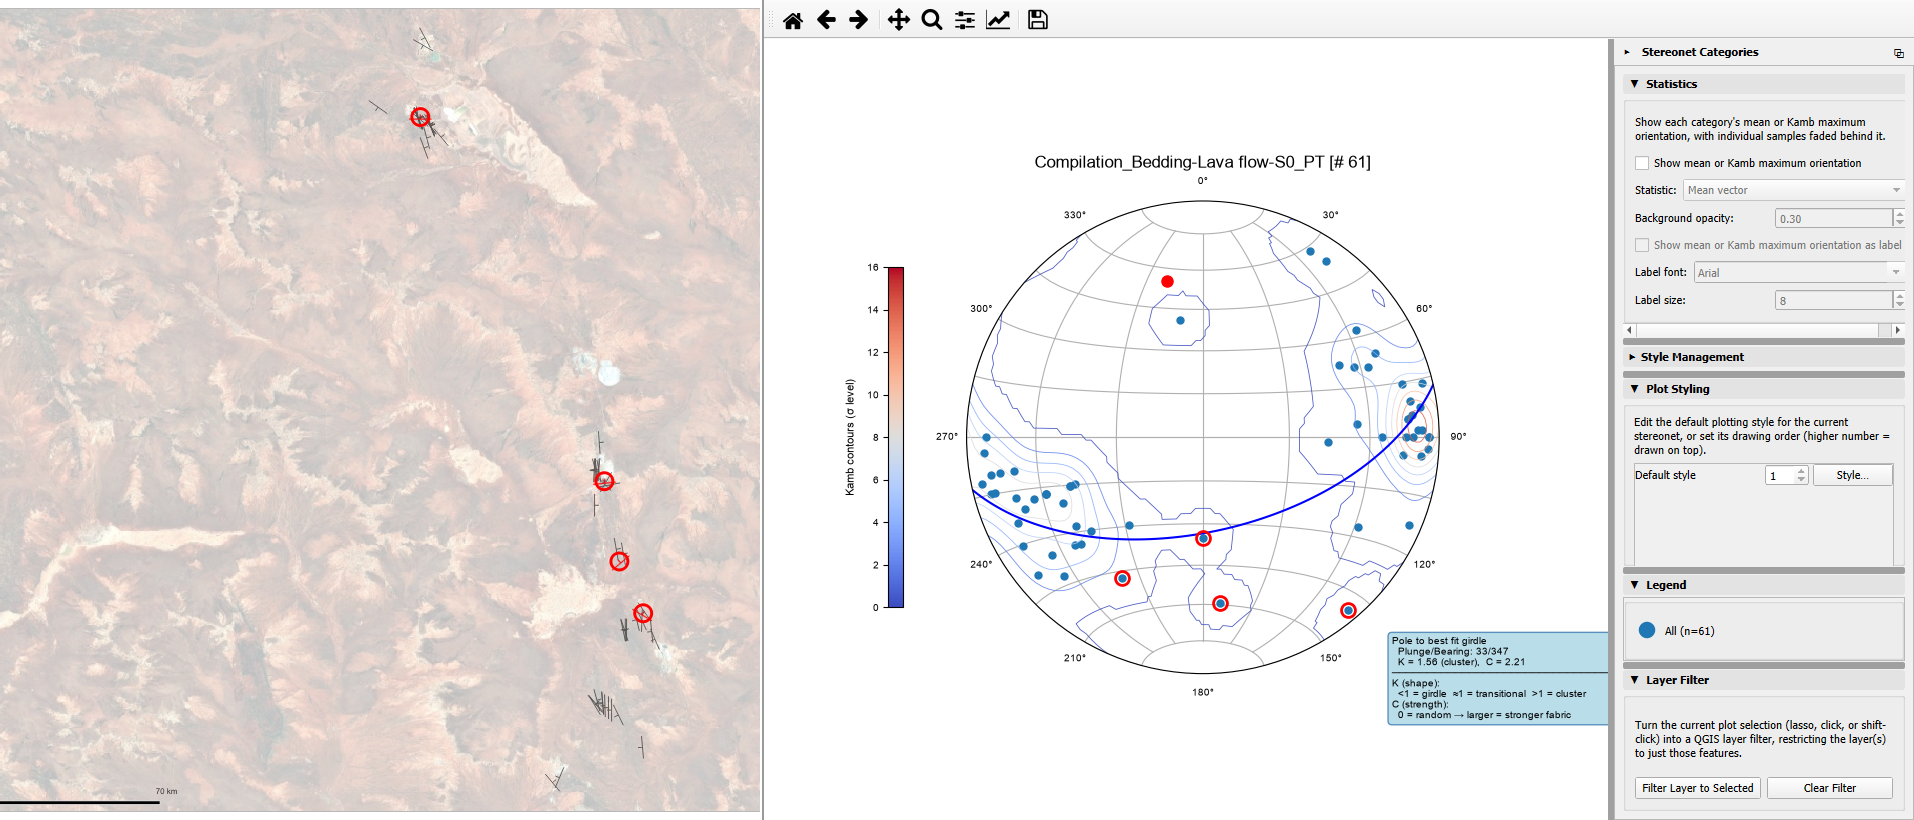 70 km
Compilation_Bedding-Lava flow-S0_PT [# 61]
0°
330°
30°
300°
60°
270°
90°
240°
120°
210°
150°
180°
16
14
12
10
8
6
4
2
0
Kamb contours (σ level)
Pole to best fit girdle
Plunge/Bearing: 33/347
K = 1.56 (cluster), C = 2.21
K (shape):
<1 = girdle ≈1 = transitional >1 = cluster
C (strength):
0 = random → larger = stronger fabric
Stereonet Categories
Statistics
Show each category's mean or Kamb maximum
orientation, with individual samples faded behind it.
Show mean or Kamb maximum orientation
Statistic: Mean vector
Background opacity: 0.30
Show mean or Kamb maximum orientation as label
Label font: Arial
Label size: 8
Style Management
Plot Styling
Edit the default plotting style for the current
stereonet, or set its drawing order (higher number =
drawn on top).
Default style 1 Style...
Legend
All (n=61)
Layer Filter
Turn the current plot selection (lasso, click, or shift-
click) into a QGIS layer filter, restricting the layer(s)
to just those features.
Filter Layer to Selected Clear Filter